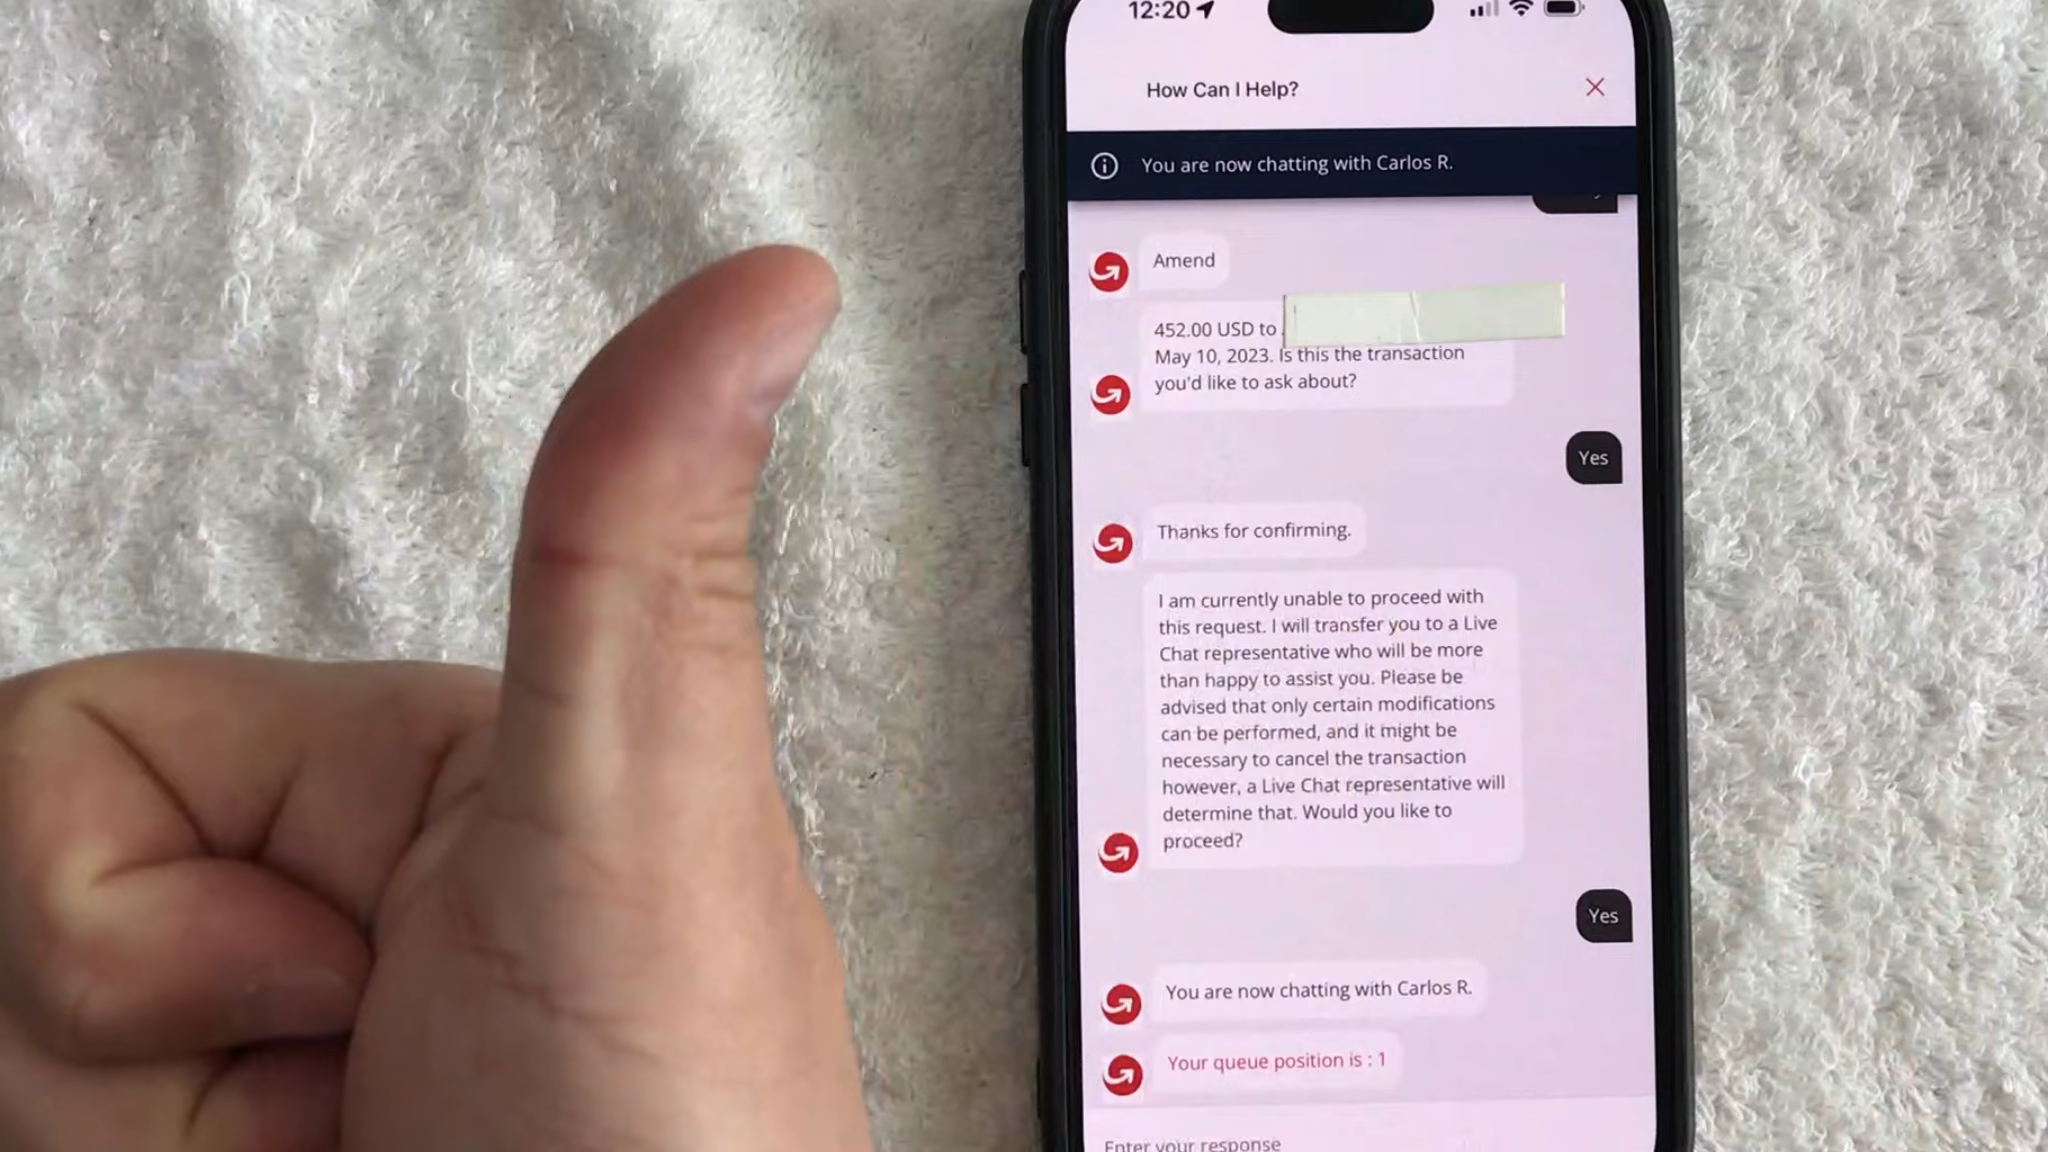 12:20
How Can I Help?
You are now chatting with Carlos R.
Amend
452.00 USD to
May 10, 2023. Is this the transaction
you'd like to ask about?
Yes
Thanks for confirming.
I am currently unable to proceed with
this request. I will transfer you to a Live
Chat representative who will be more
than happy to assist you. Please be
advised that only certain modifications
can be performed, and it might be
necessary to cancel the transaction
however, a Live Chat representative will
determine that. Would you like to
proceed?
Yes
You are now chatting with Carlos R.
Your queue position is : 1
Enter your response